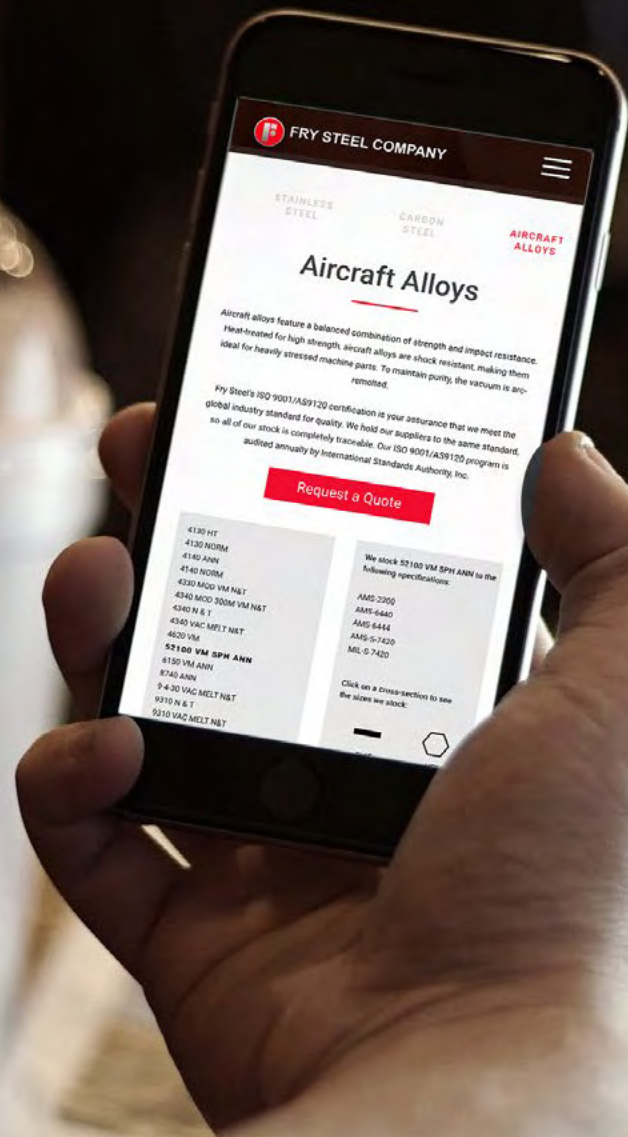 FRY STEEL COMPANY
STAINLESS
STEEL
CARBON
STEEL
AIRCRAFT
ALLOYS
Aircraft Alloys
Aircraft alloys feature a balanced combination of strength and impact resistance.
Heat-treated for high strength, aircraft alloys are shock resistant, making them
ideal for heavily stressed machine parts. To maintain purity, the vacuum is arc-
remolted.
Fry Steel's ISO 9001/AS9120 certification is your assurance that we meet the
global industry standard for quality. We hold our suppliers to the same standard,
so all of our stock is completely traceable. Our ISO 9001/AS9120 program is
audited annually by International Standards Authority, Inc.
Request a Quote
4130 HT
4130 NORM
4140 ANN
4140 NORM
4330 MOD VM N&T
4340 MOD 300M VM N&T
4340 N & T
4340 VAC MELT N&T
4620 VM
52100 VM SPH ANN
6150 VM ANN
8740 ANN
9-4-30 VAC MELT N&T
9310 N & T
9310 VAC MELT N&T
We stock 52100 VM SPH ANN to the
following specifications:
AMS-2300
AMS-6440
AMS-6444
AMS-S-7420
MIL-S-7420
Click on a cross-section to see
the sizes we stock: